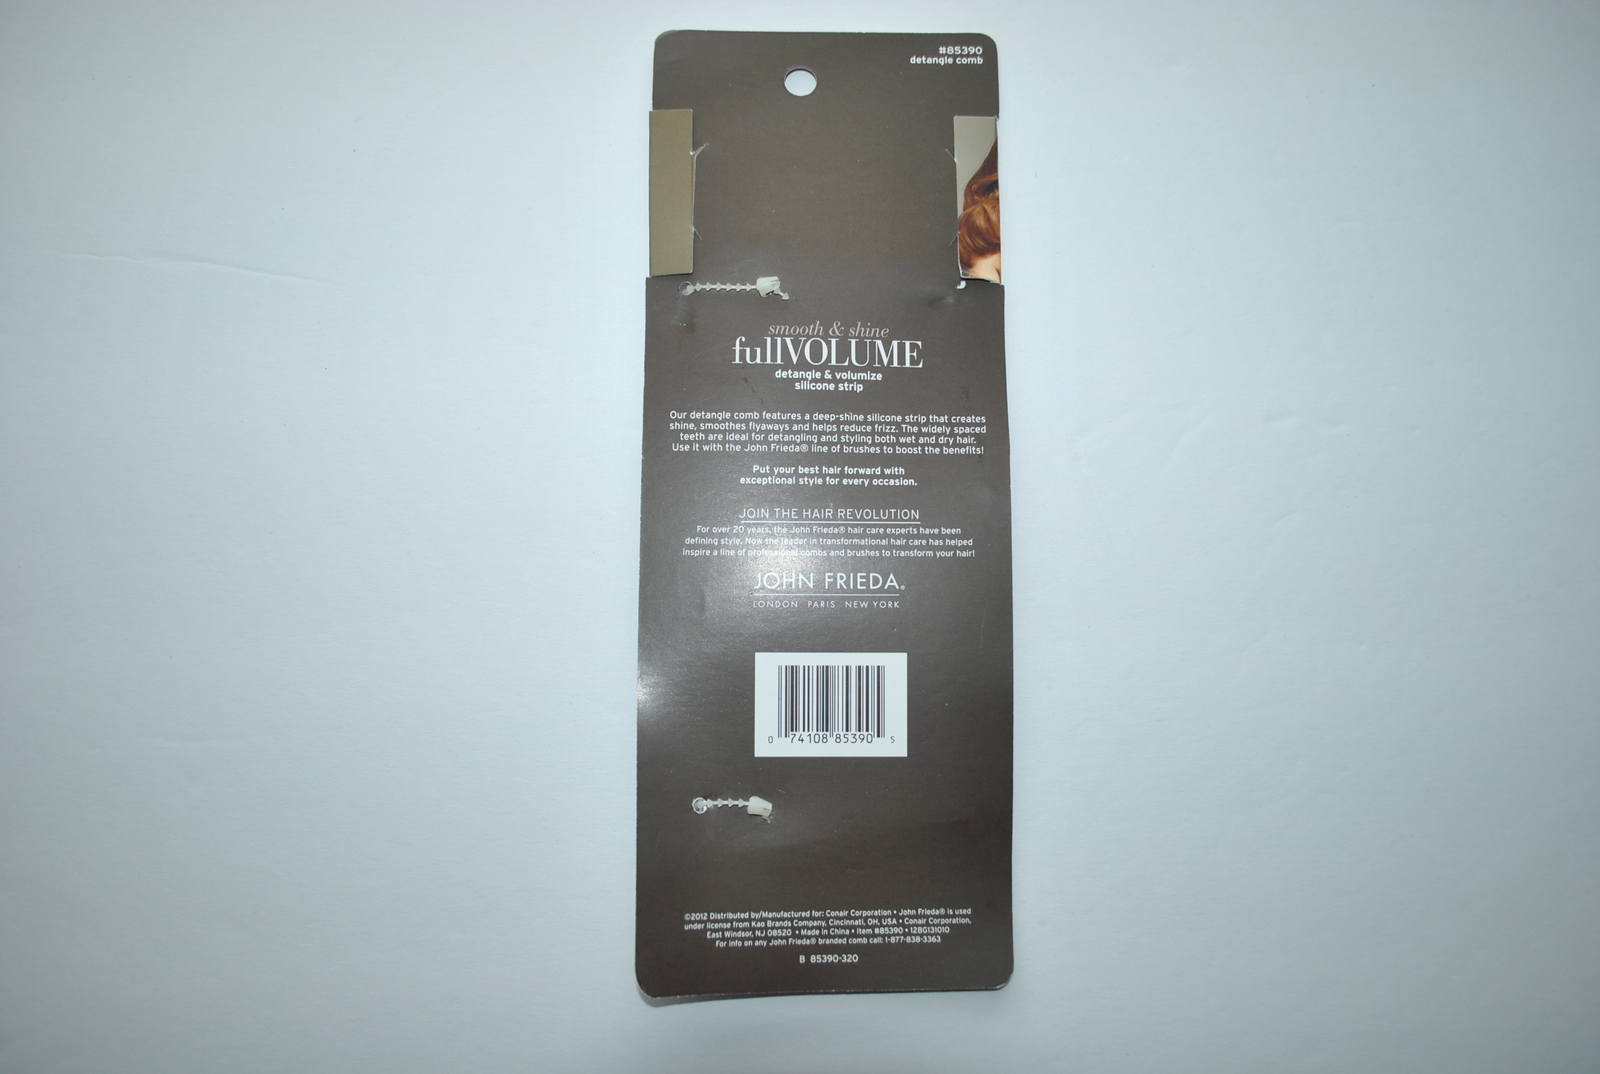 #85390
detangle comb
smooth & shine
fullVOLUME
detangle & volumize
silicone strip
Our detangle comb features a deep-shine silicone strip that creates
shine, smoothes flyaways and helps reduce frizz. The widely spaced
teeth are ideal for detangling and styling both wet and dry hair.
Use it with the John Frieda® line of brushes to boost the benefits!
Put your best hair forward with
exceptional style for every occasion.
JOIN THE HAIR REVOLUTION
For over 20 years, the John Frieda® hair care experts have been
defining style. Now the leader in transformational hair care has helped
inspire a line of professional combs and brushes to transform your hair!
JOHN FRIEDA®
LONDON PARIS NEW YORK
0 74108 85390 5
©2012 Distributed by/Manufactured for: Conair Corporation • John Frieda® is used
under license from Kao Brands Company, Cincinnati, OH, USA • Conair Corporation,
East Windsor, NJ 08520 • Made in China • Item #85390 • 12BG131010
For info on any John Frieda® branded comb call: 1-877-838-3363
B 85390-320